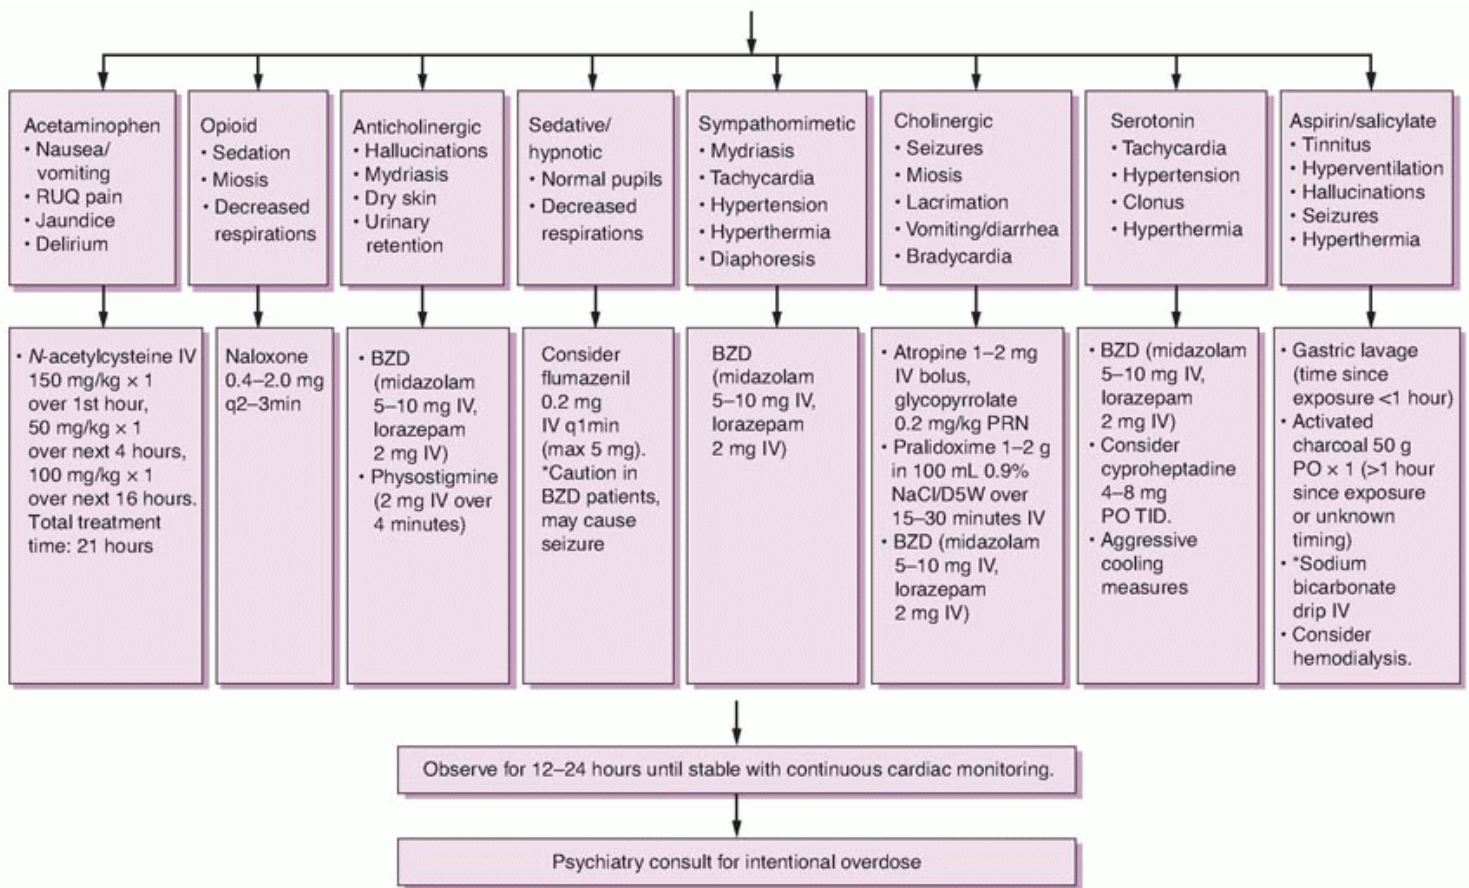 Acetaminophen
• Nausea/
vomiting
• RUQ pain
• Jaundice
• Delirium
Opioid
• Sedation
• Miosis
• Decreased
respirations
Anticholinergic
• Hallucinations
• Mydriasis
• Dry skin
• Urinary
retention
Sedative/
hypnotic
• Normal pupils
• Decreased
respirations
Sympathomimetic
• Mydriasis
• Tachycardia
• Hypertension
• Hyperthermia
• Diaphoresis
Cholinergic
• Seizures
• Miosis
• Lacrimation
• Vomiting/diarrhea
• Bradycardia
Serotonin
• Tachycardia
• Hypertension
• Clonus
• Hyperthermia
Aspirin/salicylate
• Tinnitus
• Hyperventilation
• Hallucinations
• Seizures
• Hyperthermia
• N-acetylcysteine IV
150 mg/kg × 1
over 1st hour,
50 mg/kg × 1
over next 4 hours,
100 mg/kg × 1
over next 16 hours.
Total treatment
time: 21 hours
Naloxone
0.4–2.0 mg
q2–3min
• BZD
(midazolam
5–10 mg IV,
lorazepam
2 mg IV)
• Physostigmine
(2 mg IV over
4 minutes)
Consider
flumazenil
0.2 mg
IV q1min
(max 5 mg).
*Caution in
BZD patients,
may cause
seizure
BZD
(midazolam
5–10 mg IV,
lorazepam
2 mg IV)
• Atropine 1–2 mg
IV bolus,
glycopyrrolate
0.2 mg/kg PRN
• Pralidoxime 1–2 g
in 100 mL 0.9%
NaCl/D5W over
15–30 minutes IV
• BZD (midazolam
5–10 mg IV,
lorazepam
2 mg IV)
• BZD (midazolam
5–10 mg IV,
lorazepam
2 mg IV)
• Consider
cyproheptadine
4–8 mg
PO TID.
• Aggressive
cooling
measures
• Gastric lavage
(time since
exposure <1 hour)
• Activated
charcoal 50 g
PO × 1 (>1 hour
since exposure
or unknown
timing)
• *Sodium
bicarbonate
drip IV
• Consider
hemodialysis.
Observe for 12–24 hours until stable with continuous cardiac monitoring.
Psychiatry consult for intentional overdose